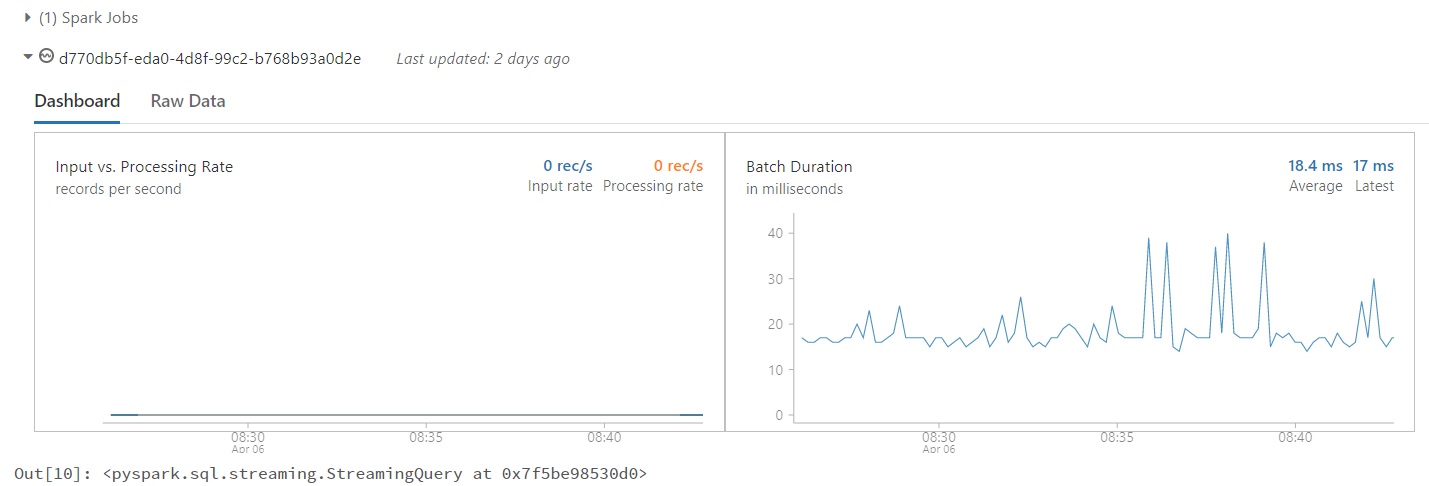 (1) Spark Jobs
d770db5f-eda0-4d8f-99c2-b768b93a0d2e Last updated: 2 days ago
Dashboard Raw Data
Input vs. Processing Rate
records per second
0 rec/s 0 rec/s
Input rate Processing rate
08:30 08:35 08:40
Apr 06
Batch Duration
in milliseconds
18.4 ms 17 ms
Average Latest
40
30
20
10
0
08:30 08:35 08:40
Apr 06
Out[10]: <pyspark.sql.streaming.StreamingQuery at 0x7f5be98530d0>